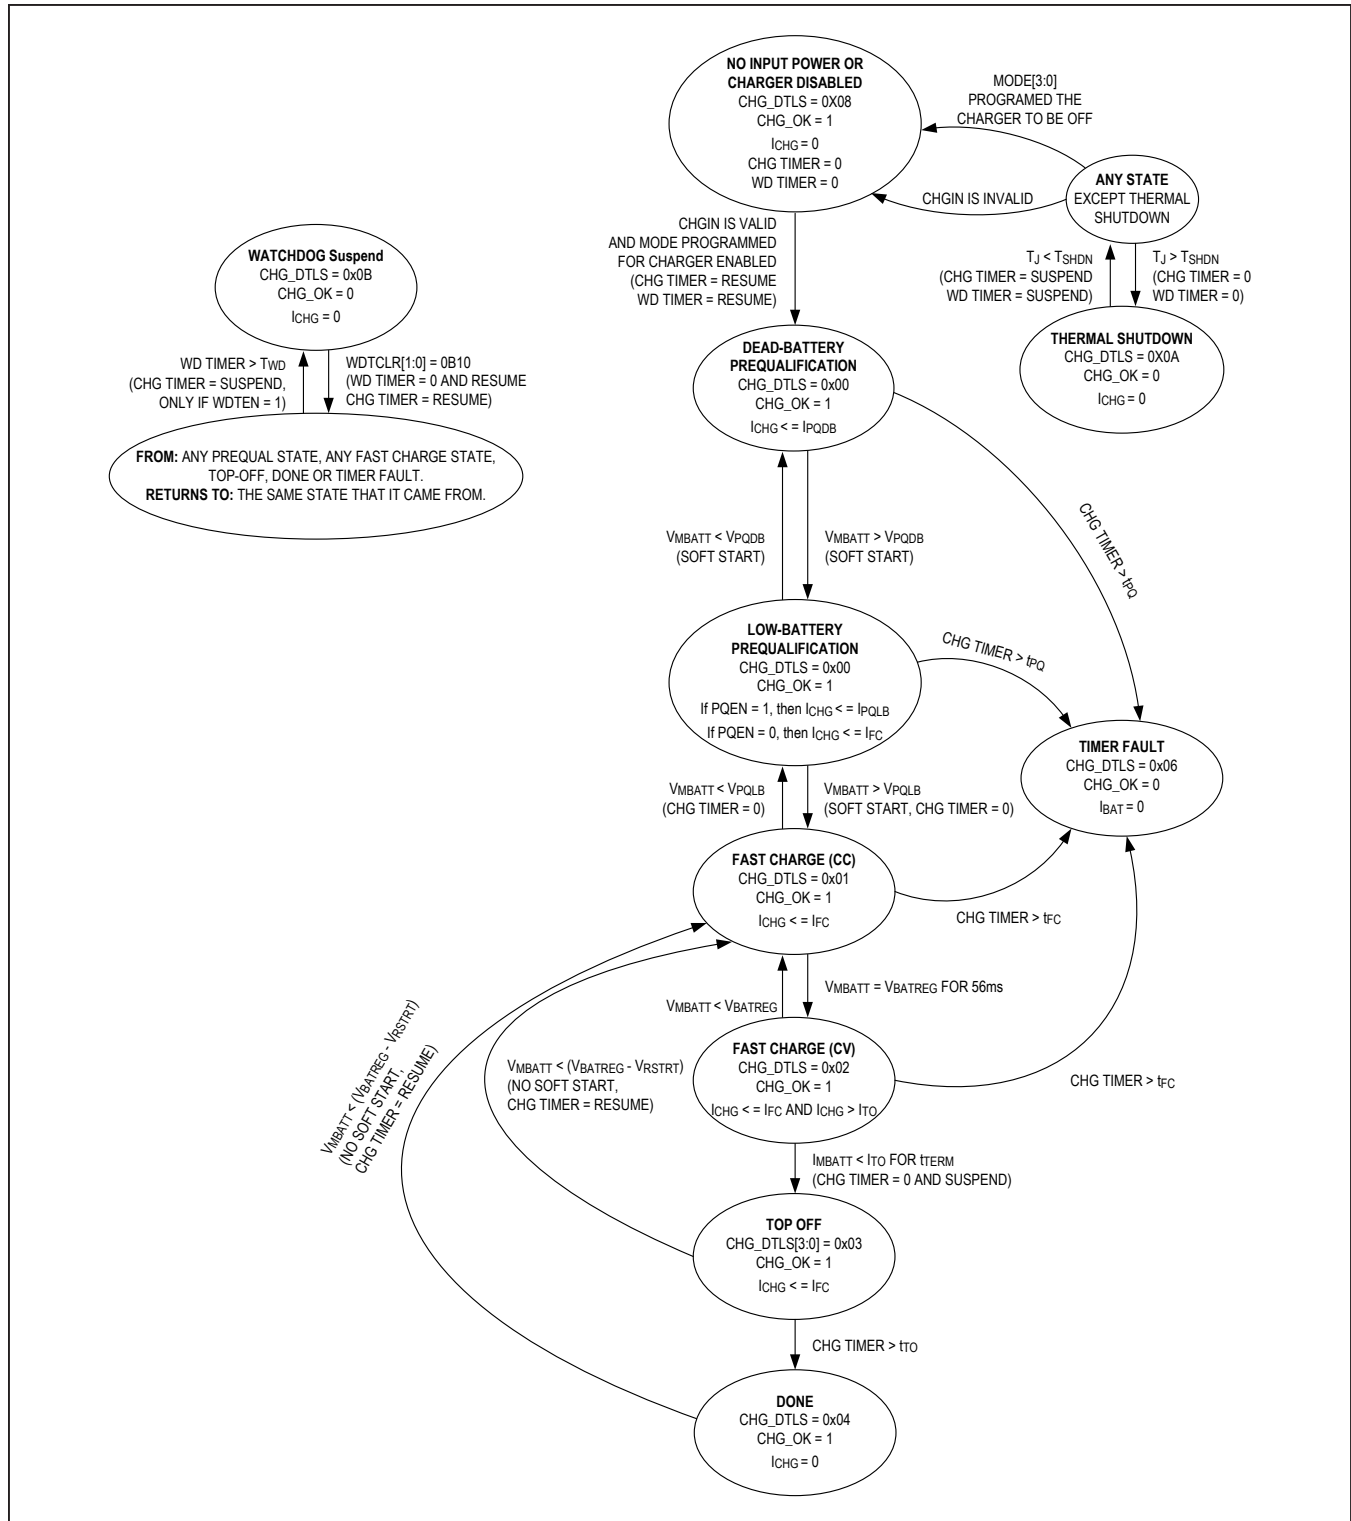 NO INPUT POWER OR
CHARGER DISABLED
CHG_DTLS = 0X08
CHG_OK = 1
ICHG = 0
CHG TIMER = 0
WD TIMER = 0
MODE[3:0]
PROGRAMED THE
CHARGER TO BE OFF
ANY STATE
EXCEPT THERMAL
SHUTDOWN
CHGIN IS INVALID
CHGIN IS VALID
AND MODE PROGRAMMED
FOR CHARGER ENABLED
(CHG TIMER = RESUME
WD TIMER = RESUME)
TJ < TSHDN
(CHG TIMER = SUSPEND
WD TIMER = SUSPEND)
TJ > TSHDN
(CHG TIMER = 0
WD TIMER = 0)
THERMAL SHUTDOWN
CHG_DTLS = 0X0A
CHG_OK = 0
ICHG = 0
WATCHDOG Suspend
CHG_DTLS = 0x0B
CHG_OK = 0
ICHG = 0
WD TIMER > TWD
(CHG TIMER = SUSPEND,
ONLY IF WDTEN = 1)
WDTCLR[1:0] = 0B10
(WD TIMER = 0 AND RESUME
CHG TIMER = RESUME)
FROM: ANY PREQUAL STATE, ANY FAST CHARGE STATE,
TOP-OFF, DONE OR TIMER FAULT.
RETURNS TO: THE SAME STATE THAT IT CAME FROM.
DEAD-BATTERY
PREQUALIFICATION
CHG_DTLS = 0x00
CHG_OK = 1
ICHG < = IPQDB
VMBATT < VPQDB
(SOFT START)
VMBATT > VPQDB
(SOFT START)
CHG TIMER > tPQ
LOW-BATTERY
PREQUALIFICATION
CHG_DTLS = 0x00
CHG_OK = 1
If PQEN = 1, then ICHG < = IPQLB
If PQEN = 0, then ICHG < = IFC
CHG TIMER > tPQ
TIMER FAULT
CHG_DTLS = 0x06
CHG_OK = 0
IBAT = 0
VMBATT < VPQLB
(CHG TIMER = 0)
VMBATT > VPQLB
(SOFT START, CHG TIMER = 0)
FAST CHARGE (CC)
CHG_DTLS = 0x01
CHG_OK = 1
ICHG < = IFC
CHG TIMER > tFC
VMBATT < VBATREG
VMBATT = VBATREG FOR 56ms
FAST CHARGE (CV)
CHG_DTLS = 0x02
CHG_OK = 1
ICHG < = IFC AND ICHG > ITO
CHG TIMER > tFC
VMBATT < (VBATREG - VRSTRT)
(NO SOFT START,
CHG TIMER = RESUME)
VMBATT < (VBATREG - VRSTRT)
(NO SOFT START,
CHG TIMER = RESUME)
IMBATT < ITO FOR tTERM
(CHG TIMER = 0 AND SUSPEND)
TOP OFF
CHG_DTLS[3:0] = 0x03
CHG_OK = 1
ICHG < = IFC
CHG TIMER > tTO
DONE
CHG_DTLS = 0x04
CHG_OK = 1
ICHG = 0